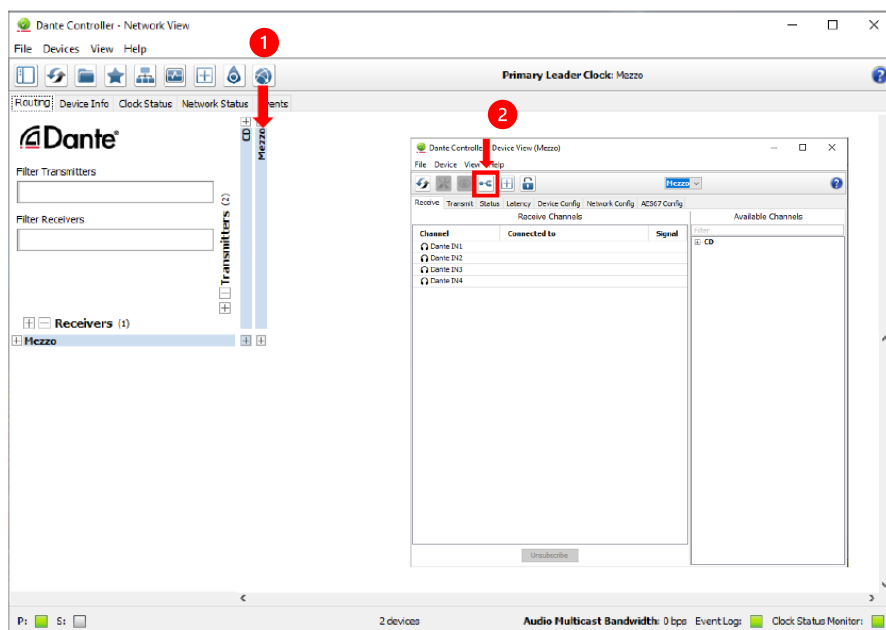 Dante Controller - Network View
File Devices View Help
1
Primary Leader Clock: Mezzo
Routing Device Info Clock Status Network Status Events
Dante
Filter Transmitters
Filter Receivers
Transmitters (2)
CD
Mezzo
Receivers (1)
Mezzo
2
Dante Controller - Device View (Mezzo)
File Device View Help
Mezzo
Receive Transmit Status Latency Device Config Network Config AES67 Config
Receive Channels
Available Channels
Channel Connected to Signal
Filter
Dante IN1
Dante IN2
Dante IN3
Dante IN4
CD
Unsubscribe
P: S: 2 devices Audio Multicast Bandwidth: 0 bps Event Log: Clock Status Monitor: